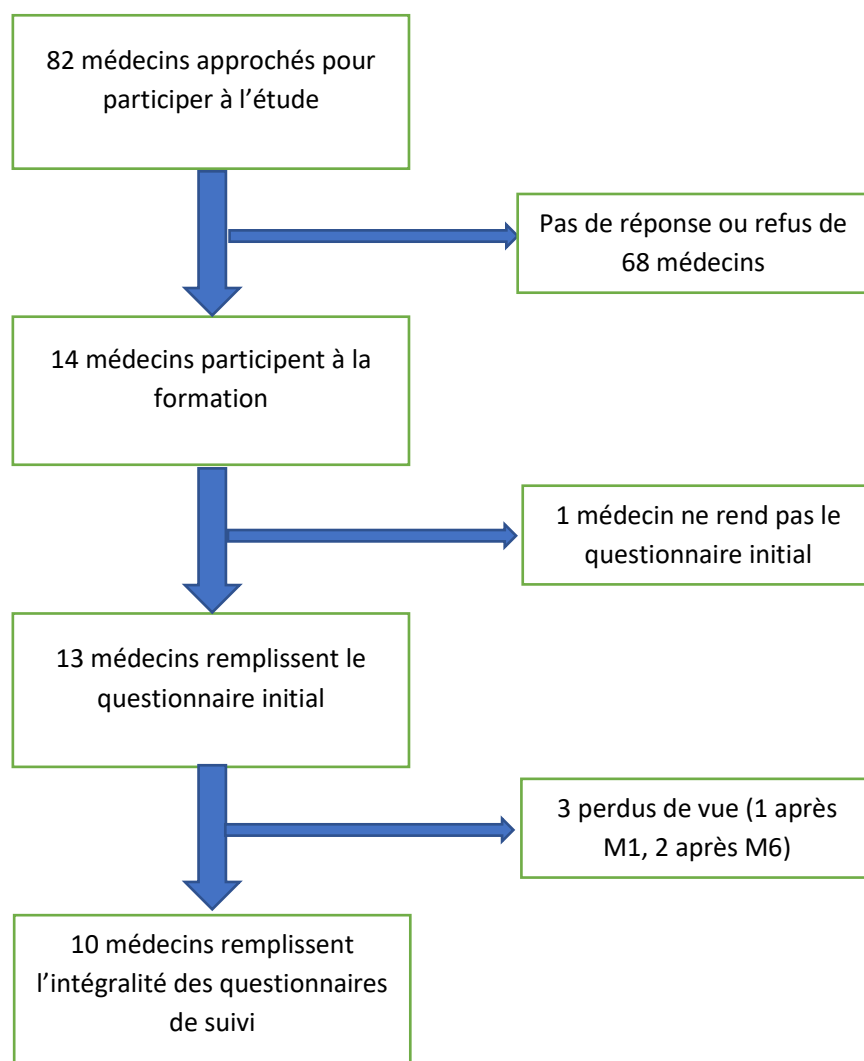 82 médecins approchés pour
participer à l’étude
Pas de réponse ou refus de
68 médecins
14 médecins participent à la
formation
1 médecin ne rend pas le
questionnaire initial
13 médecins remplissent le
questionnaire initial
3 perdus de vue (1 après
M1, 2 après M6)
10 médecins remplissent
l’intégralité des questionnaires
de suivi